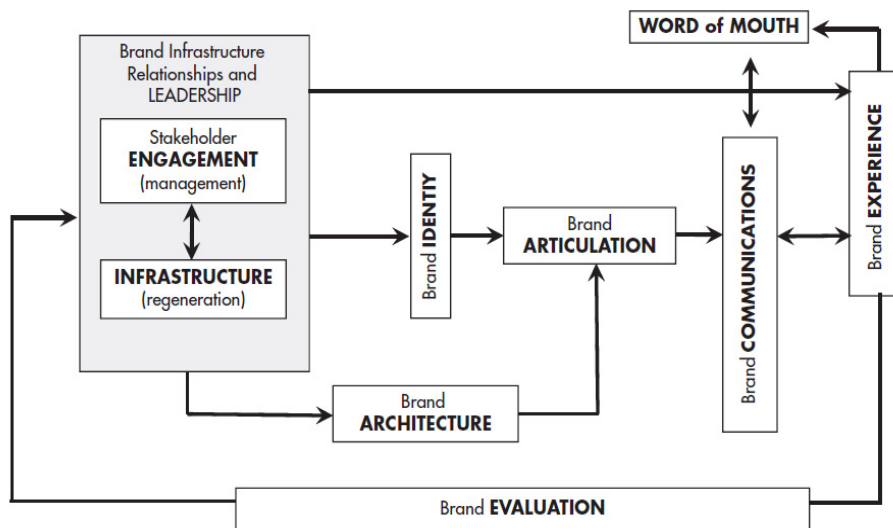 WORD of MOUTH
Brand Infrastructure
Relationships and
LEADERSHIP
Stakeholder
ENGAGEMENT
(management)
INFRASTRUCTURE
(regeneration)
Brand IDENTIY
Brand
ARTICULATION
Brand COMMUNICATIONS
Brand EXPERIENCE
Brand
ARCHITECTURE
Brand EVALUATION